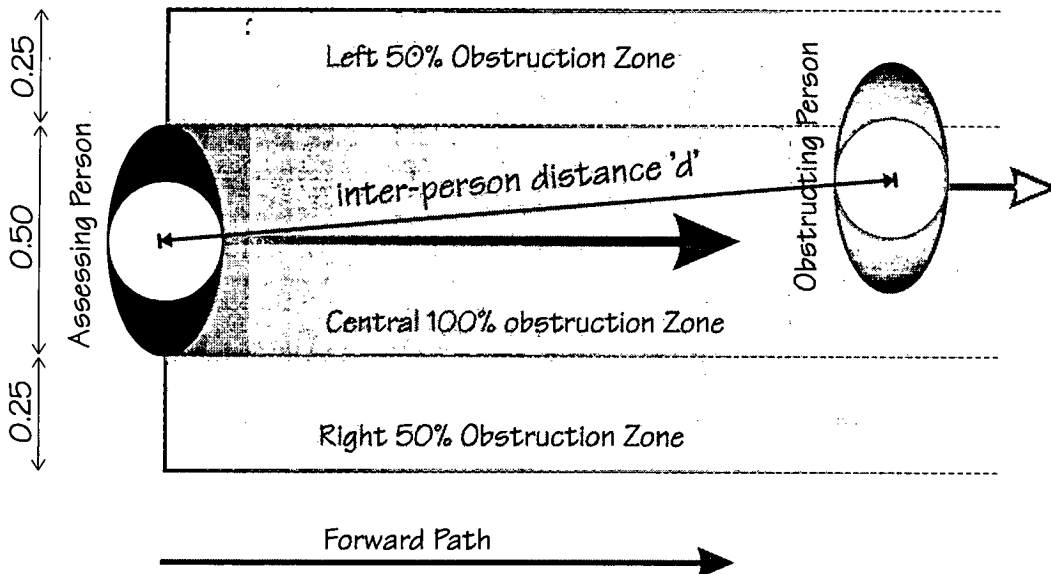 0.25
0.50
0.25
Assessing Person
Left 50% Obstruction Zone
inter-person distance 'd'
Central 100% obstruction Zone
Right 50% Obstruction Zone
Obstructing Person
Forward Path